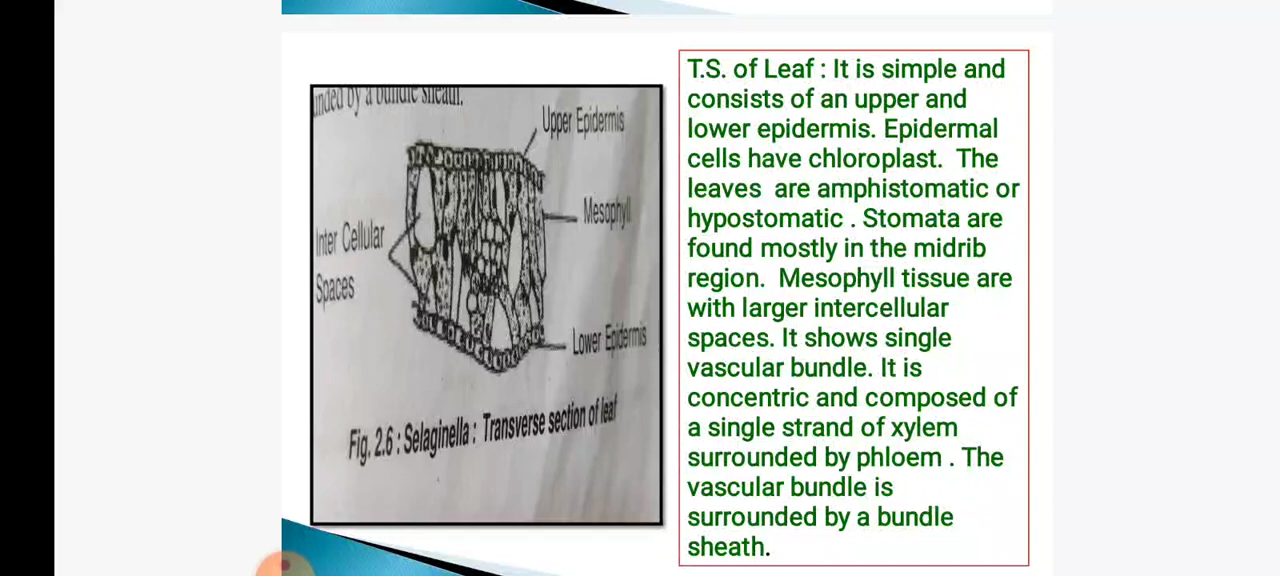 unded by a bundle sheath.
Upper Epidermis
Mesophyll
Inter Cellular
Spaces
Lower Epidermis
Fig. 2.6 : Selaginella : Transverse section of leaf
T.S. of Leaf : It is simple and
consists of an upper and
lower epidermis. Epidermal
cells have chloroplast. The
leaves are amphistomatic or
hypostomatic . Stomata are
found mostly in the midrib
region. Mesophyll tissue are
with larger intercellular
spaces. It shows single
vascular bundle. It is
concentric and composed of
a single strand of xylem
surrounded by phloem . The
vascular bundle is
surrounded by a bundle
sheath.